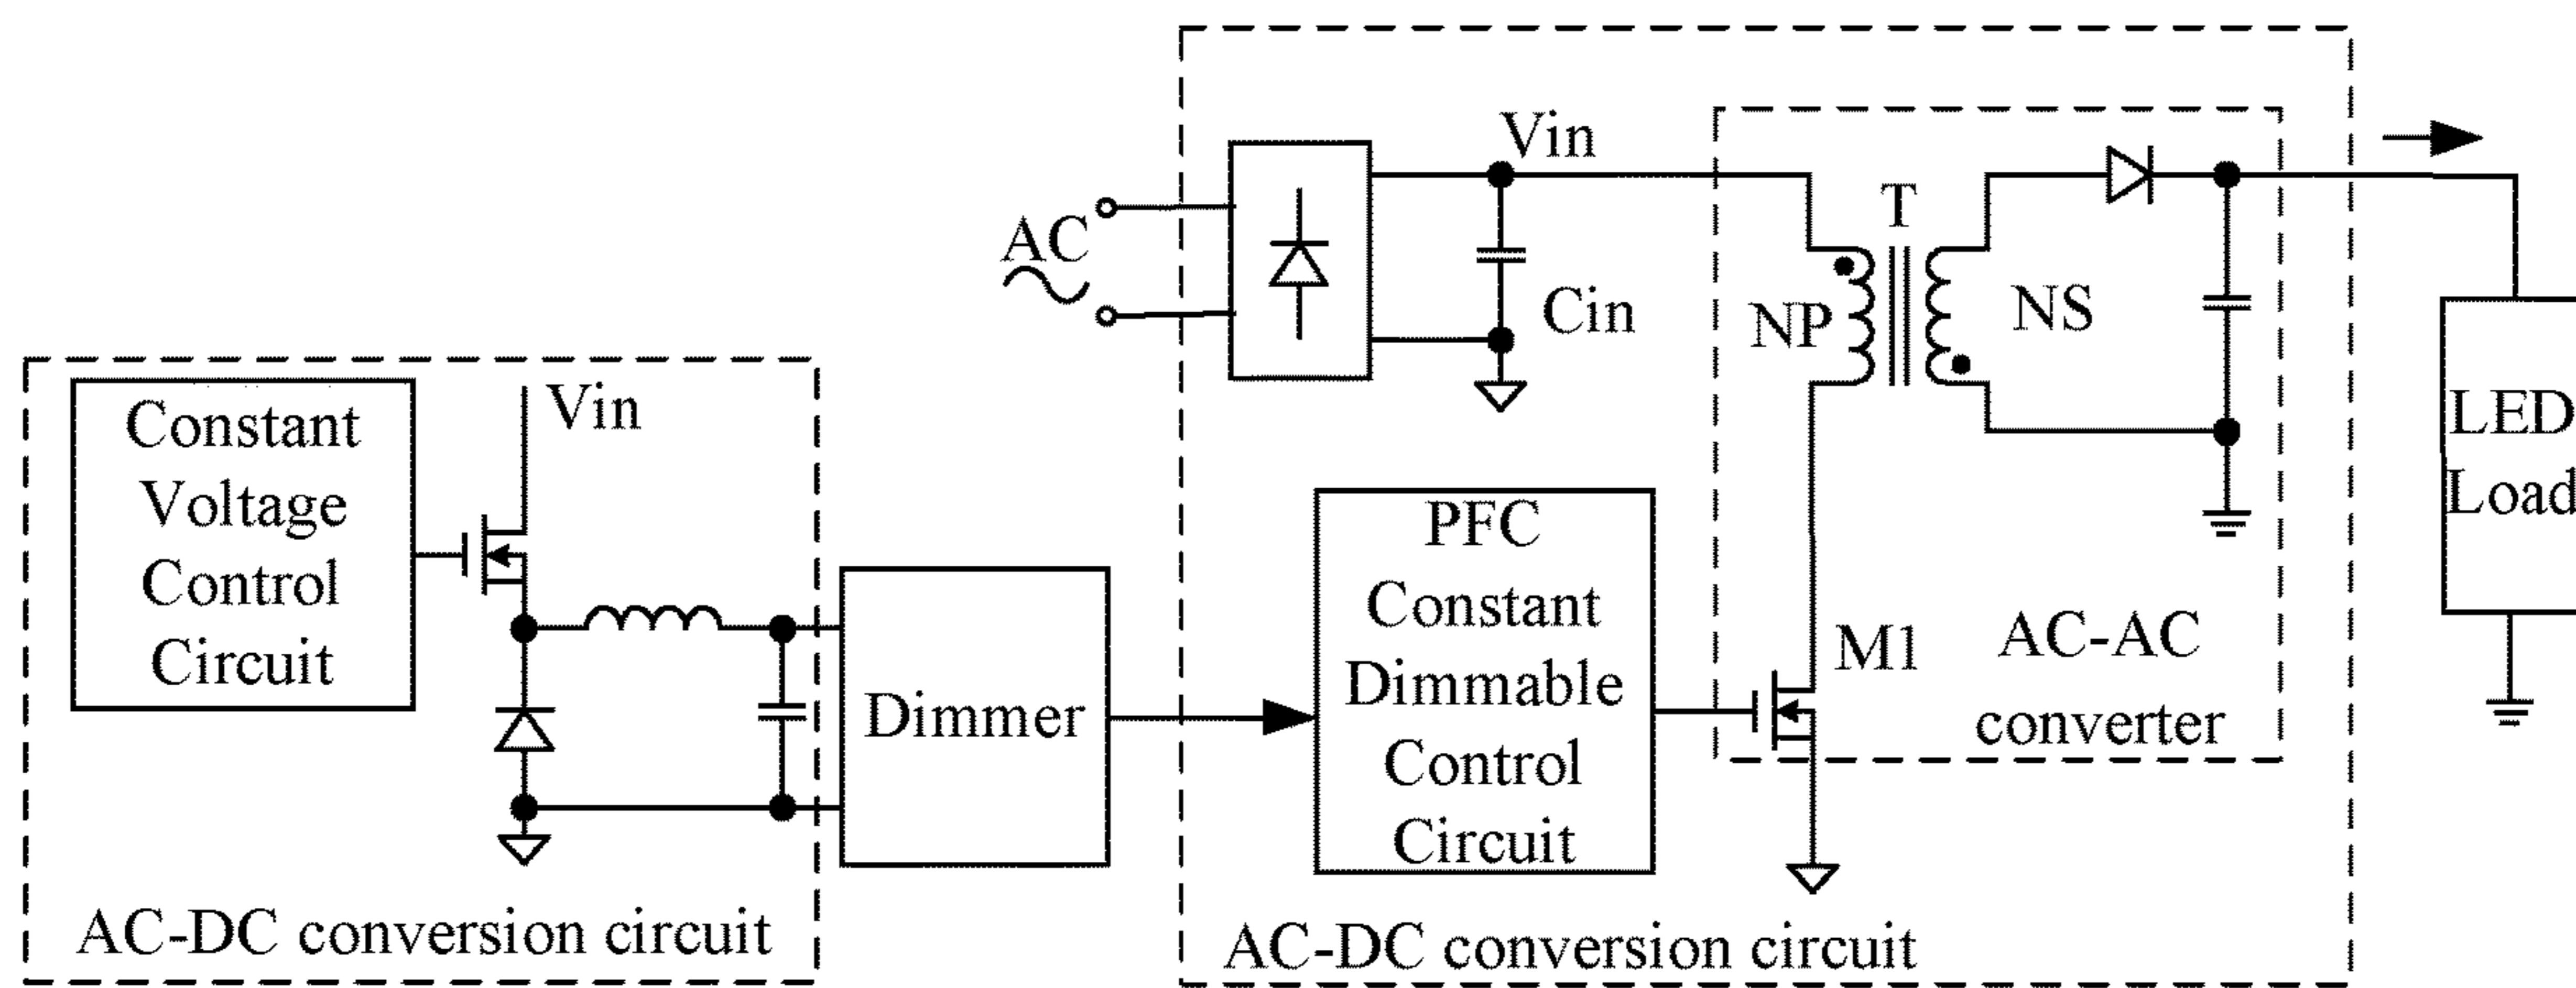 Constant
Voltage
Control
Circuit
Vin
AC-DC conversion circuit
Dimmer
AC
Vin
Cin
PFC
Constant
Dimmable
Control
Circuit
T
NP
NS
M1
AC-AC
converter
AC-DC conversion circuit
LED
Load